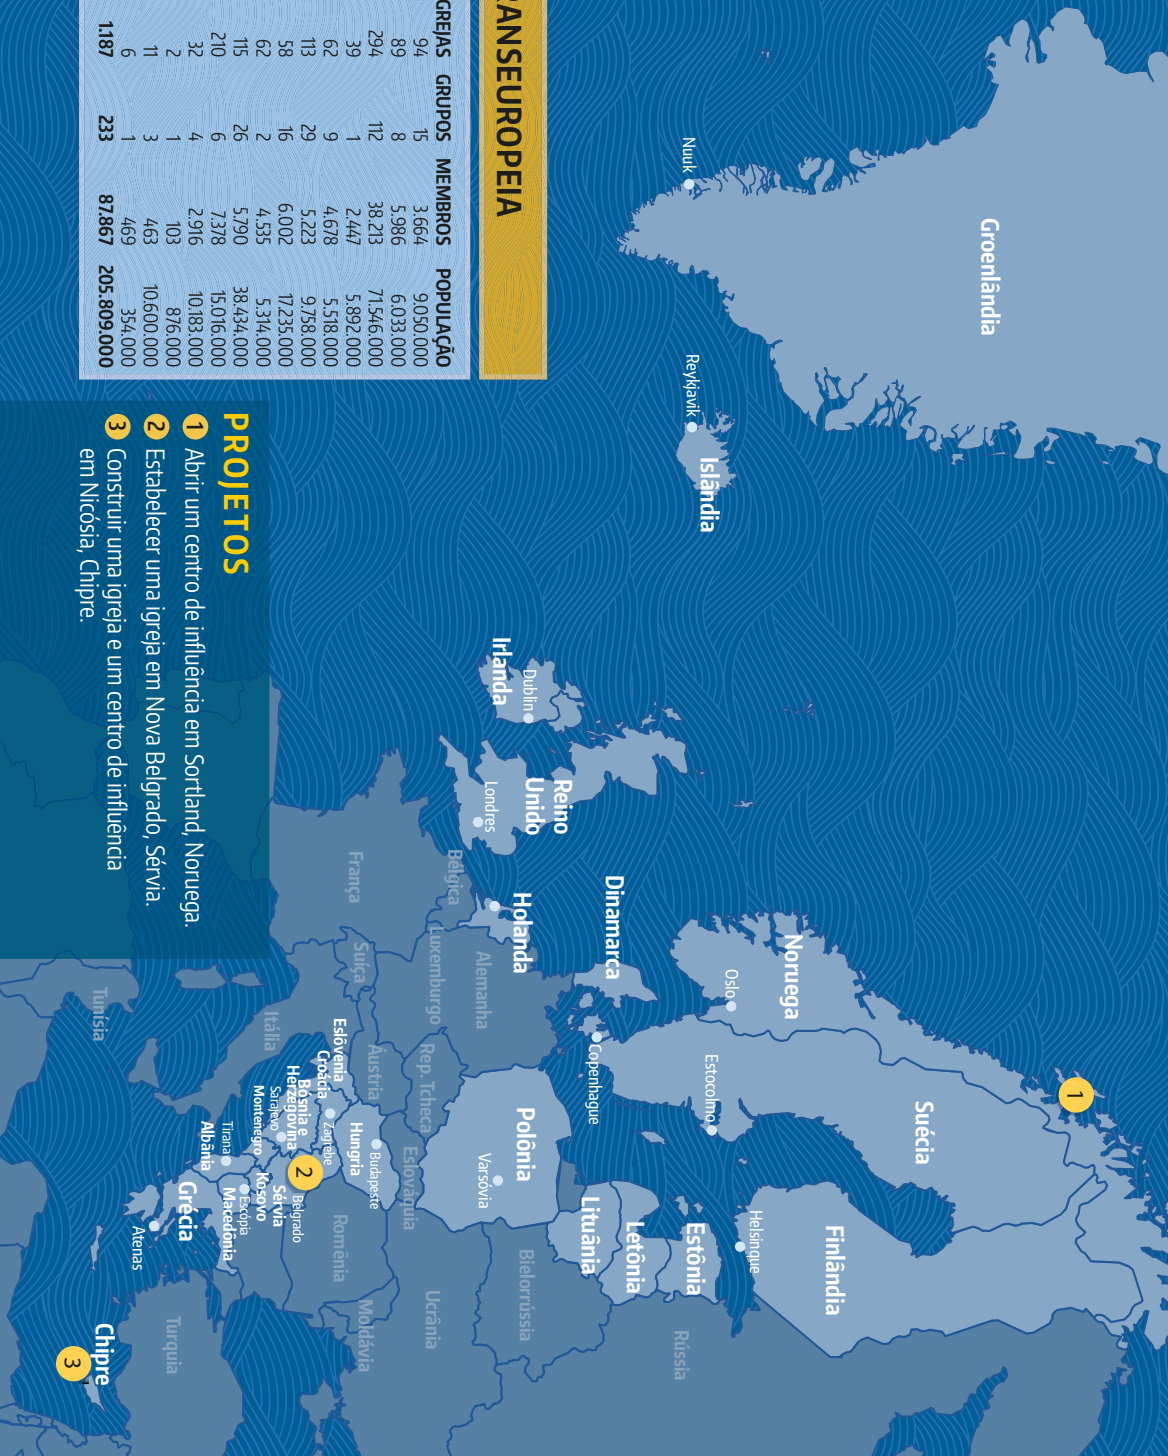 RANSEUROPEIA
GREJAS GRUPOS MEMBROS POPULAÇÃO
94 15 3.664 9.050.000
89 8 5.986 6.033.000
294 112 38.213 71.546.000
39 1 2.447 5.892.000
62 9 4.678 5.518.000
113 29 5.223 9.758.000
58 16 6.002 17.235.000
62 2 4.535 5.314.000
115 26 5.790 38.434.000
210 6 7.378 15.016.000
32 4 2.916 10.183.000
2 1 103 876.000
11 3 463 10.600.000
6 1 469 354.000
1.187 233 87.867 205.809.000
PROJETOS
1 Abrir um centro de influência em Sortland, Noruega.
2 Estabelecer uma igreja em Nova Belgrado, Sérvia.
3 Construir uma igreja e um centro de influência
em Nicósia, Chipre.
Groenlândia
Nuuk
Reykjavik
Islândia
Irlanda
Dublin
Reino
Unido
Londres
Holanda
Dinamarca
Copenhague
Noruega
Oslo
1
Suécia
Estocolmo
Finlândia
Helsinque
Estônia
Letônia
Lituânia
Polônia
Varsóvia
Rússia
Bielorrússia
Ucrânia
Moldávia
Romênia
Bélgica
Luxemburgo
Alemanha
França
Suíça
Itália
Áustria
Rep. Tcheca
Eslováquia
Hungria
Budapeste
Eslovênia
Croácia
Zagrebe
Bósnia e
Herzegovina
Sarajevo
Montenegro
2
Belgrado
Sérvia
Kosovo
Escópia
Macedônia
Tirana
Albânia
Grécia
Atenas
Turquia
Tunísia
Chipre
3